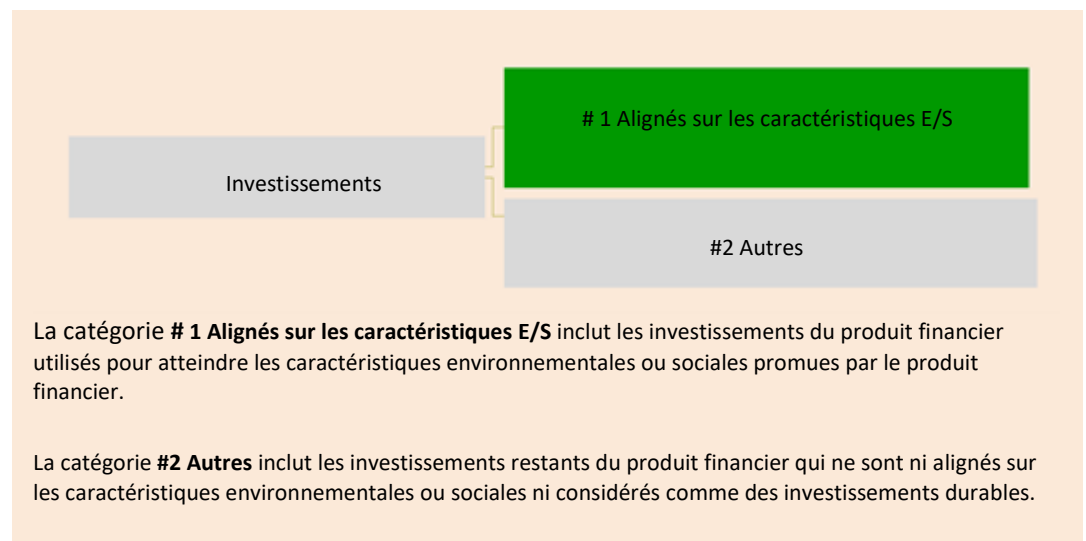 # 1 Alignés sur les caractéristiques E/S
Investissements
#2 Autres
La catégorie # 1 Alignés sur les caractéristiques E/S inclut les investissements du produit financier
utilisés pour atteindre les caractéristiques environnementales ou sociales promues par le produit
financier.
La catégorie #2 Autres inclut les investissements restants du produit financier qui ne sont ni alignés sur
les caractéristiques environnementales ou sociales ni considérés comme des investissements durables.